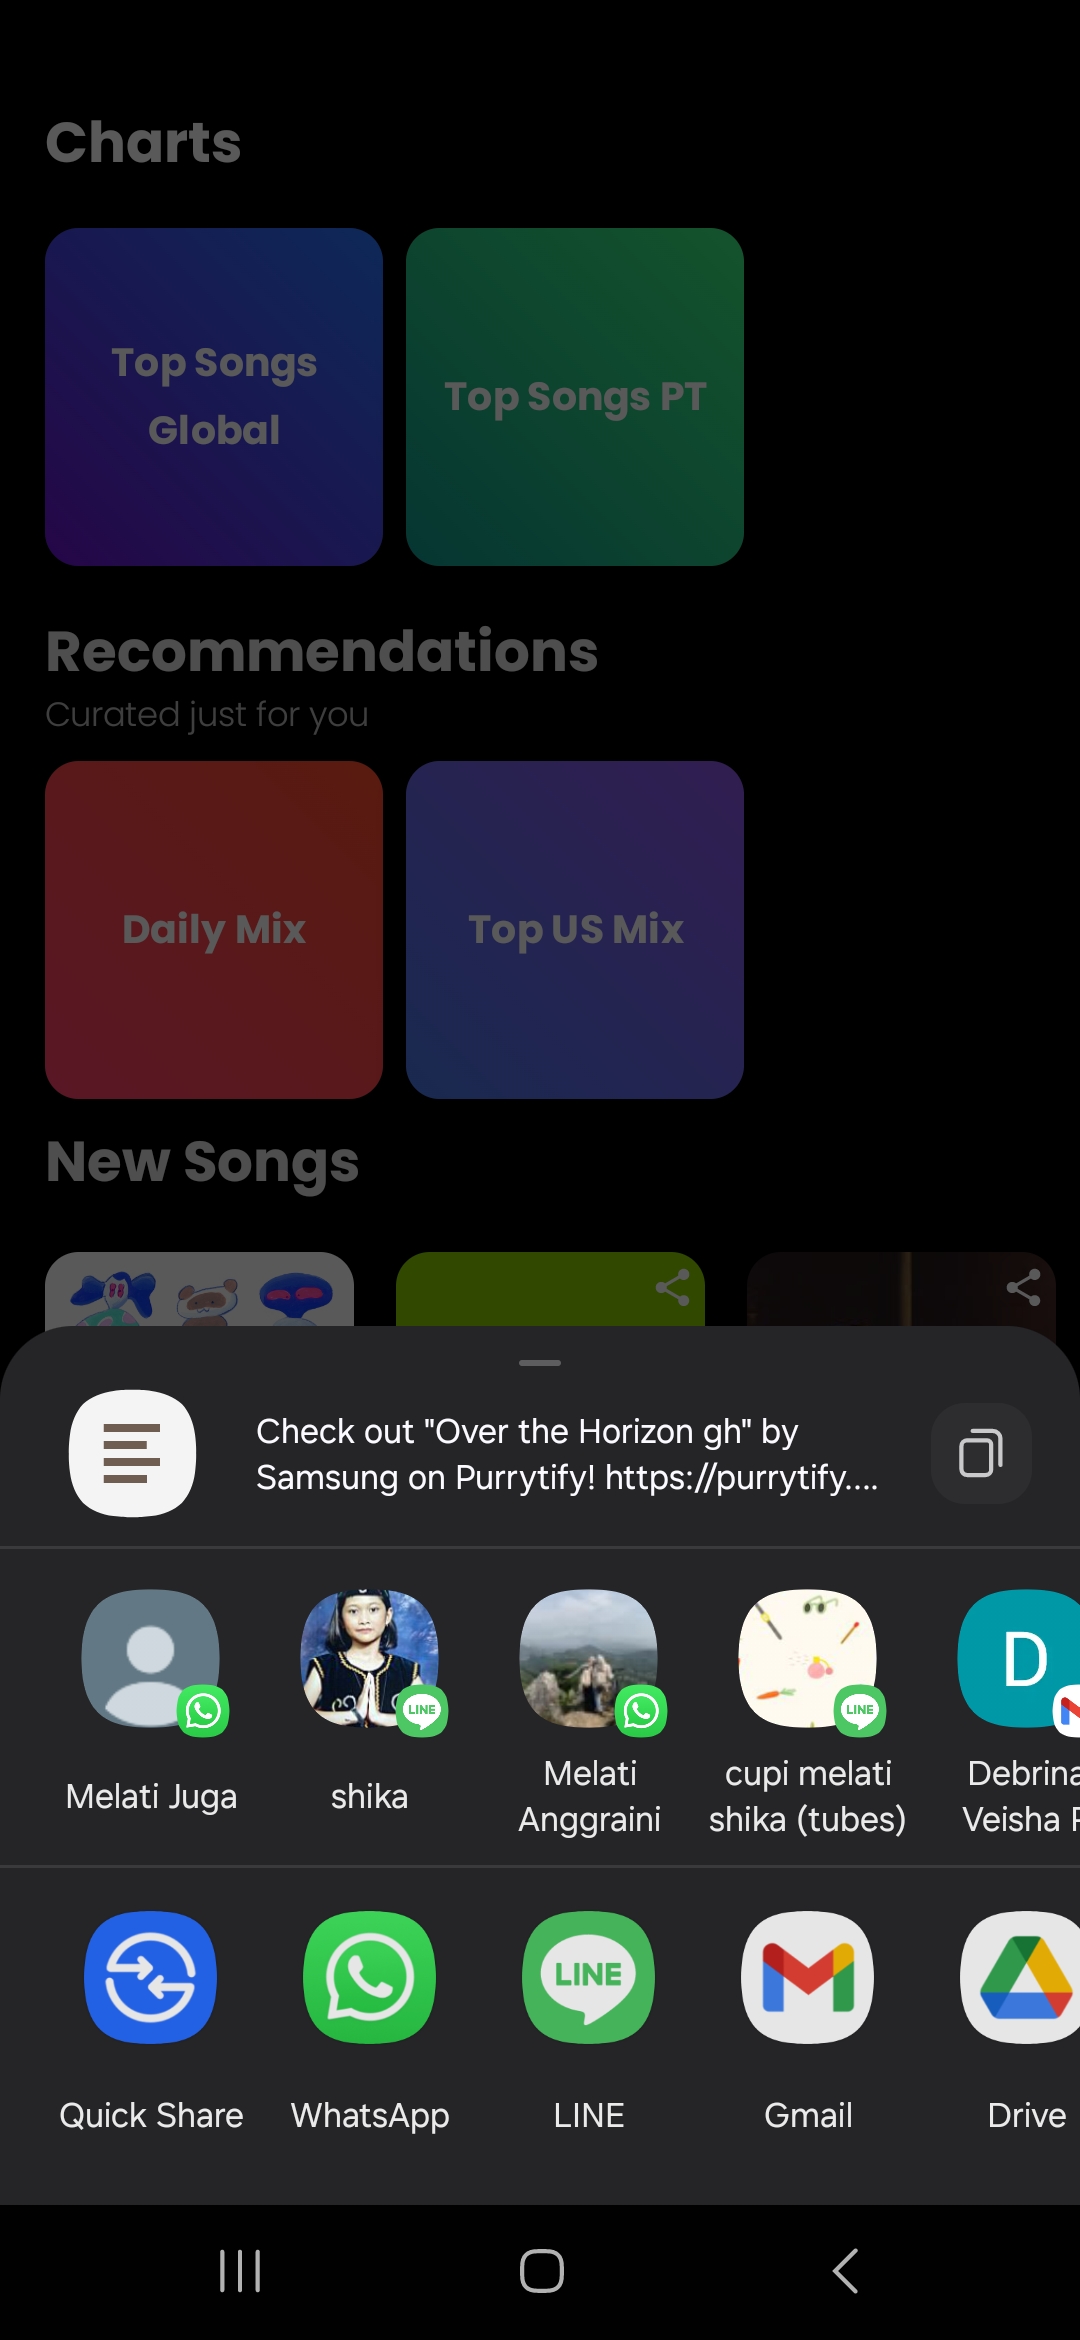 Charts
Top Songs
Global
Top Songs PT
Recommendations
Curated just for you
Daily Mix
Top US Mix
New Songs
Check out "Over the Horizon gh" by
Samsung on Purrytify! https://purrytify....
Melati Juga
shika
Melati
Anggraini
cupi melati
shika (tubes)
Debrina
Veisha
LINE
LINE
D
LINE
Quick Share
WhatsApp
LINE
Gmail
Drive